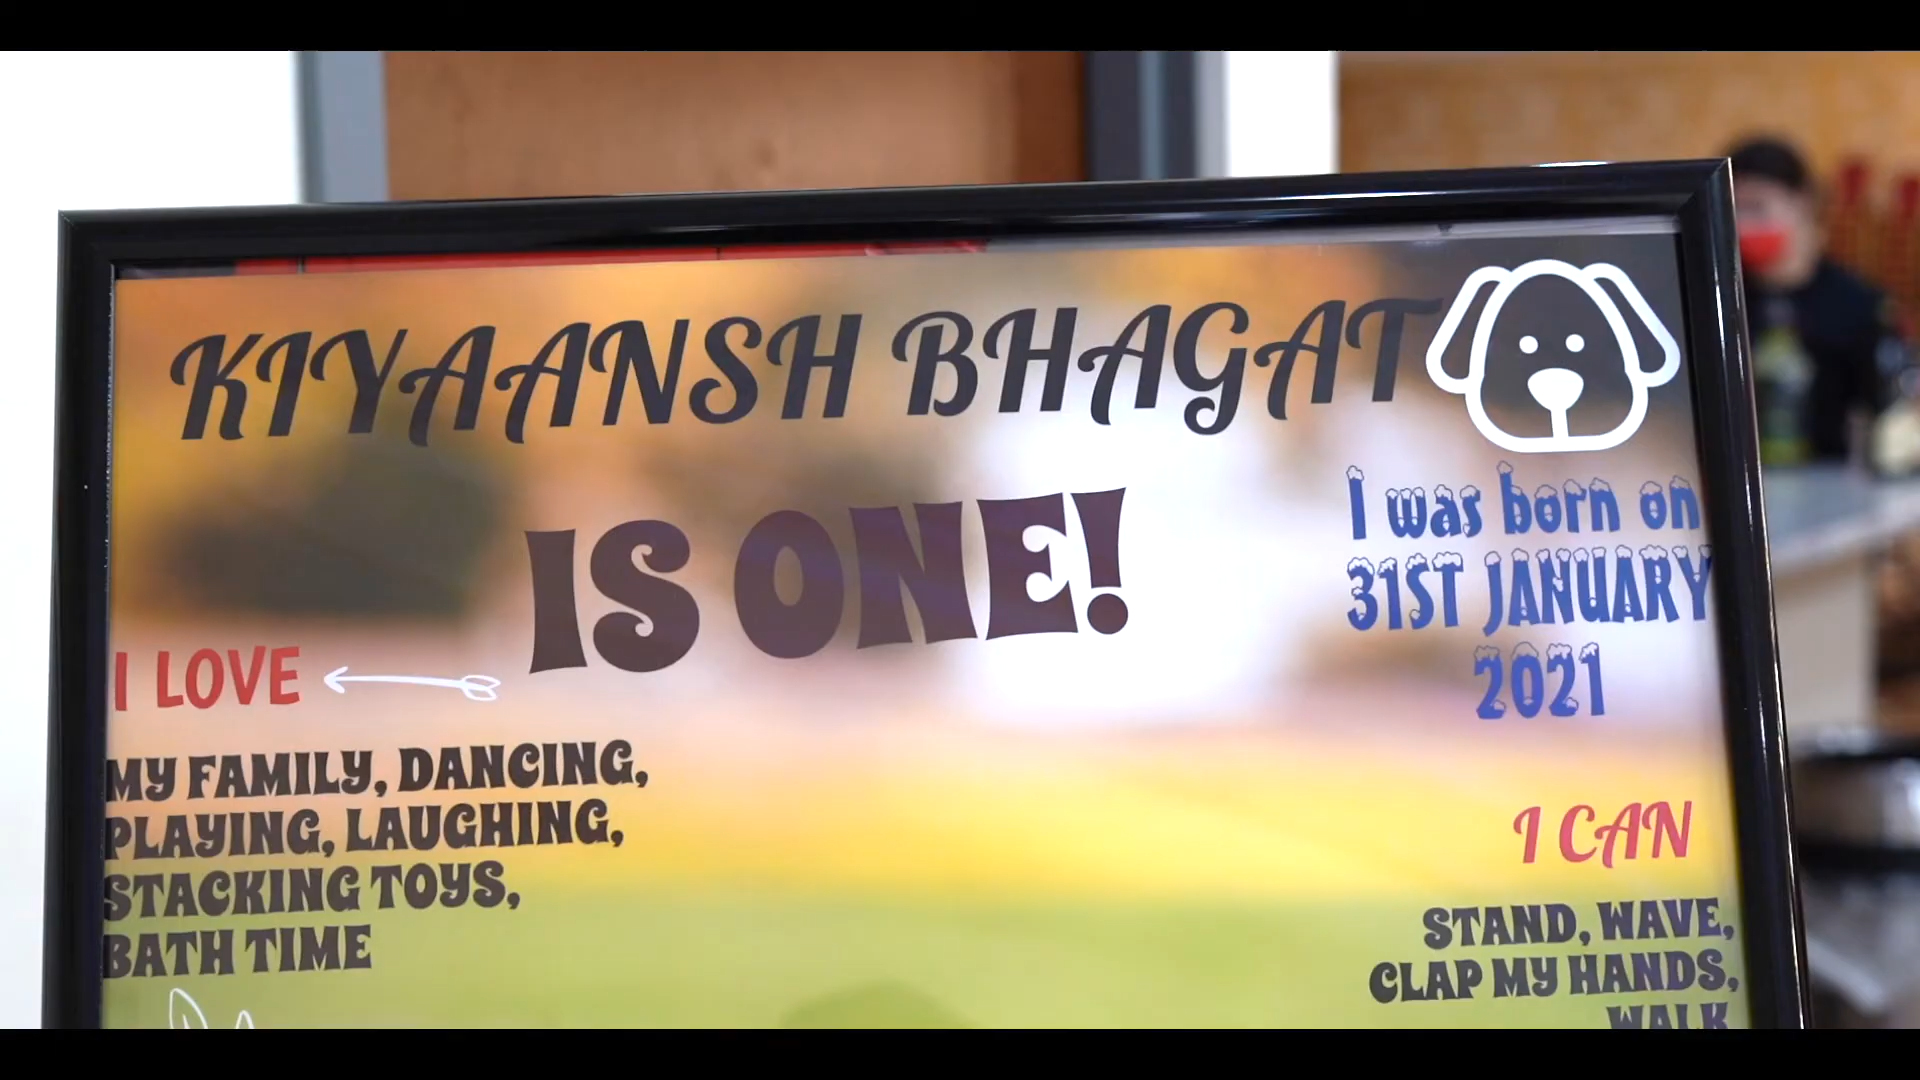 KIYAANSH BHAGAT
IS ONE!
I was born on
31ST JANUARY
2021
I LOVE
MY FAMILY, DANCING,
PLAYING, LAUGHING,
STACKING TOYS,
BATH TIME
I CAN
STAND, WAVE,
CLAP MY HANDS,
WALK